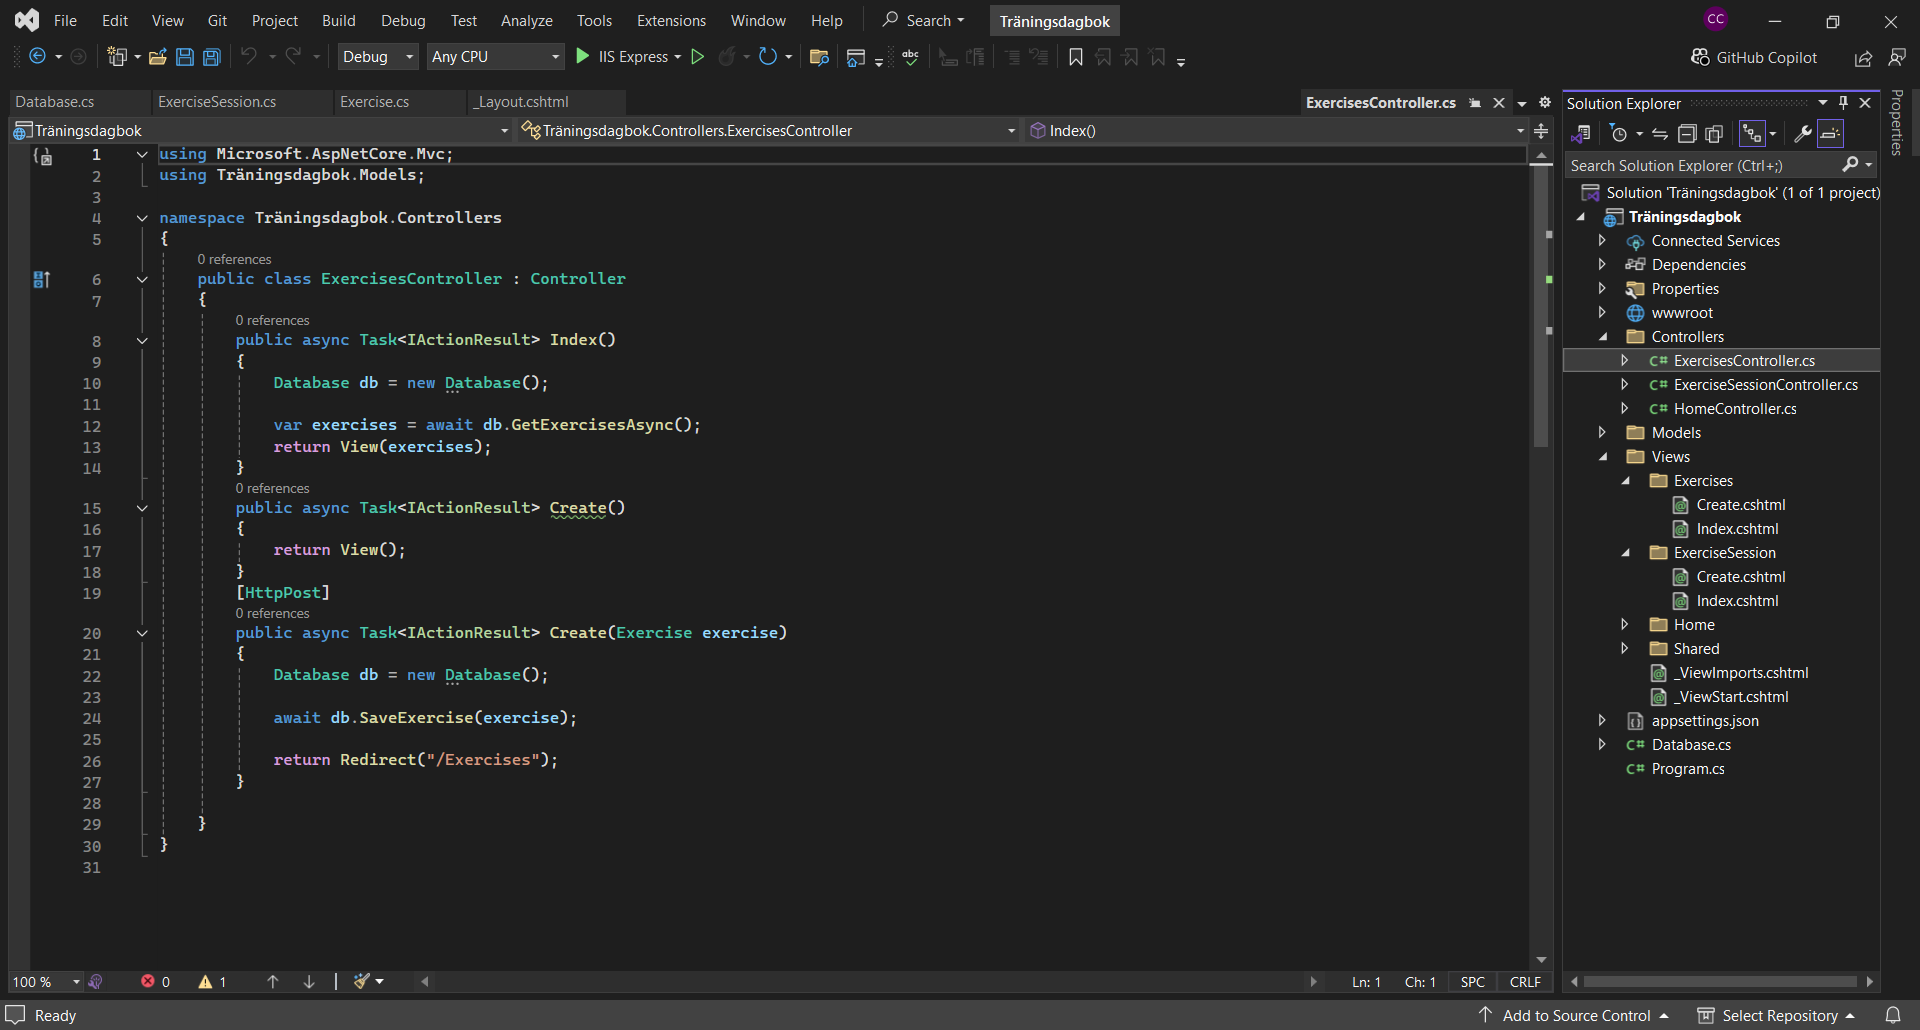 File Edit View Git Project Build Debug Test Analyze Tools Extensions Window Help Search Träningsdagbok CC
Debug Any CPU IIS Express abc GitHub Copilot
Database.cs ExerciseSession.cs Exercise.cs _Layout.cshtml ExercisesController.cs
Träningsdagbok Träningsdagbok.Controllers.ExercisesController Index()
1 using Microsoft.AspNetCore.Mvc;
2 using Träningsdagbok.Models;
3
4 namespace Träningsdagbok.Controllers
5 {
0 references
6 public class ExercisesController : Controller
7 {
0 references
8 public async Task<IActionResult> Index()
9 {
10 Database db = new Database();
11
12 var exercises = await db.GetExercisesAsync();
13 return View(exercises);
14 }
0 references
15 public async Task<IActionResult> Create()
16 {
17 return View();
18 }
19 [HttpPost]
0 references
20 public async Task<IActionResult> Create(Exercise exercise)
21 {
22 Database db = new Database();
23
24 await db.SaveExercise(exercise);
25
26 return Redirect("/Exercises");
27 }
28
29 }
30 }
31
100 % 0 1 Ln: 1 Ch: 1 SPC CRLF
Solution Explorer
Search Solution Explorer (Ctrl+;)
Solution 'Träningsdagbok' (1 of 1 project)
Träningsdagbok
Connected Services
Dependencies
Properties
wwwroot
Controllers
C# ExercisesController.cs
C# ExerciseSessionController.cs
C# HomeController.cs
Models
Views
Exercises
Create.cshtml
Index.cshtml
ExerciseSession
Create.cshtml
Index.cshtml
Home
Shared
_ViewImports.cshtml
_ViewStart.cshtml
appsettings.json
C# Database.cs
C# Program.cs
Properties
Ready Add to Source Control Select Repository